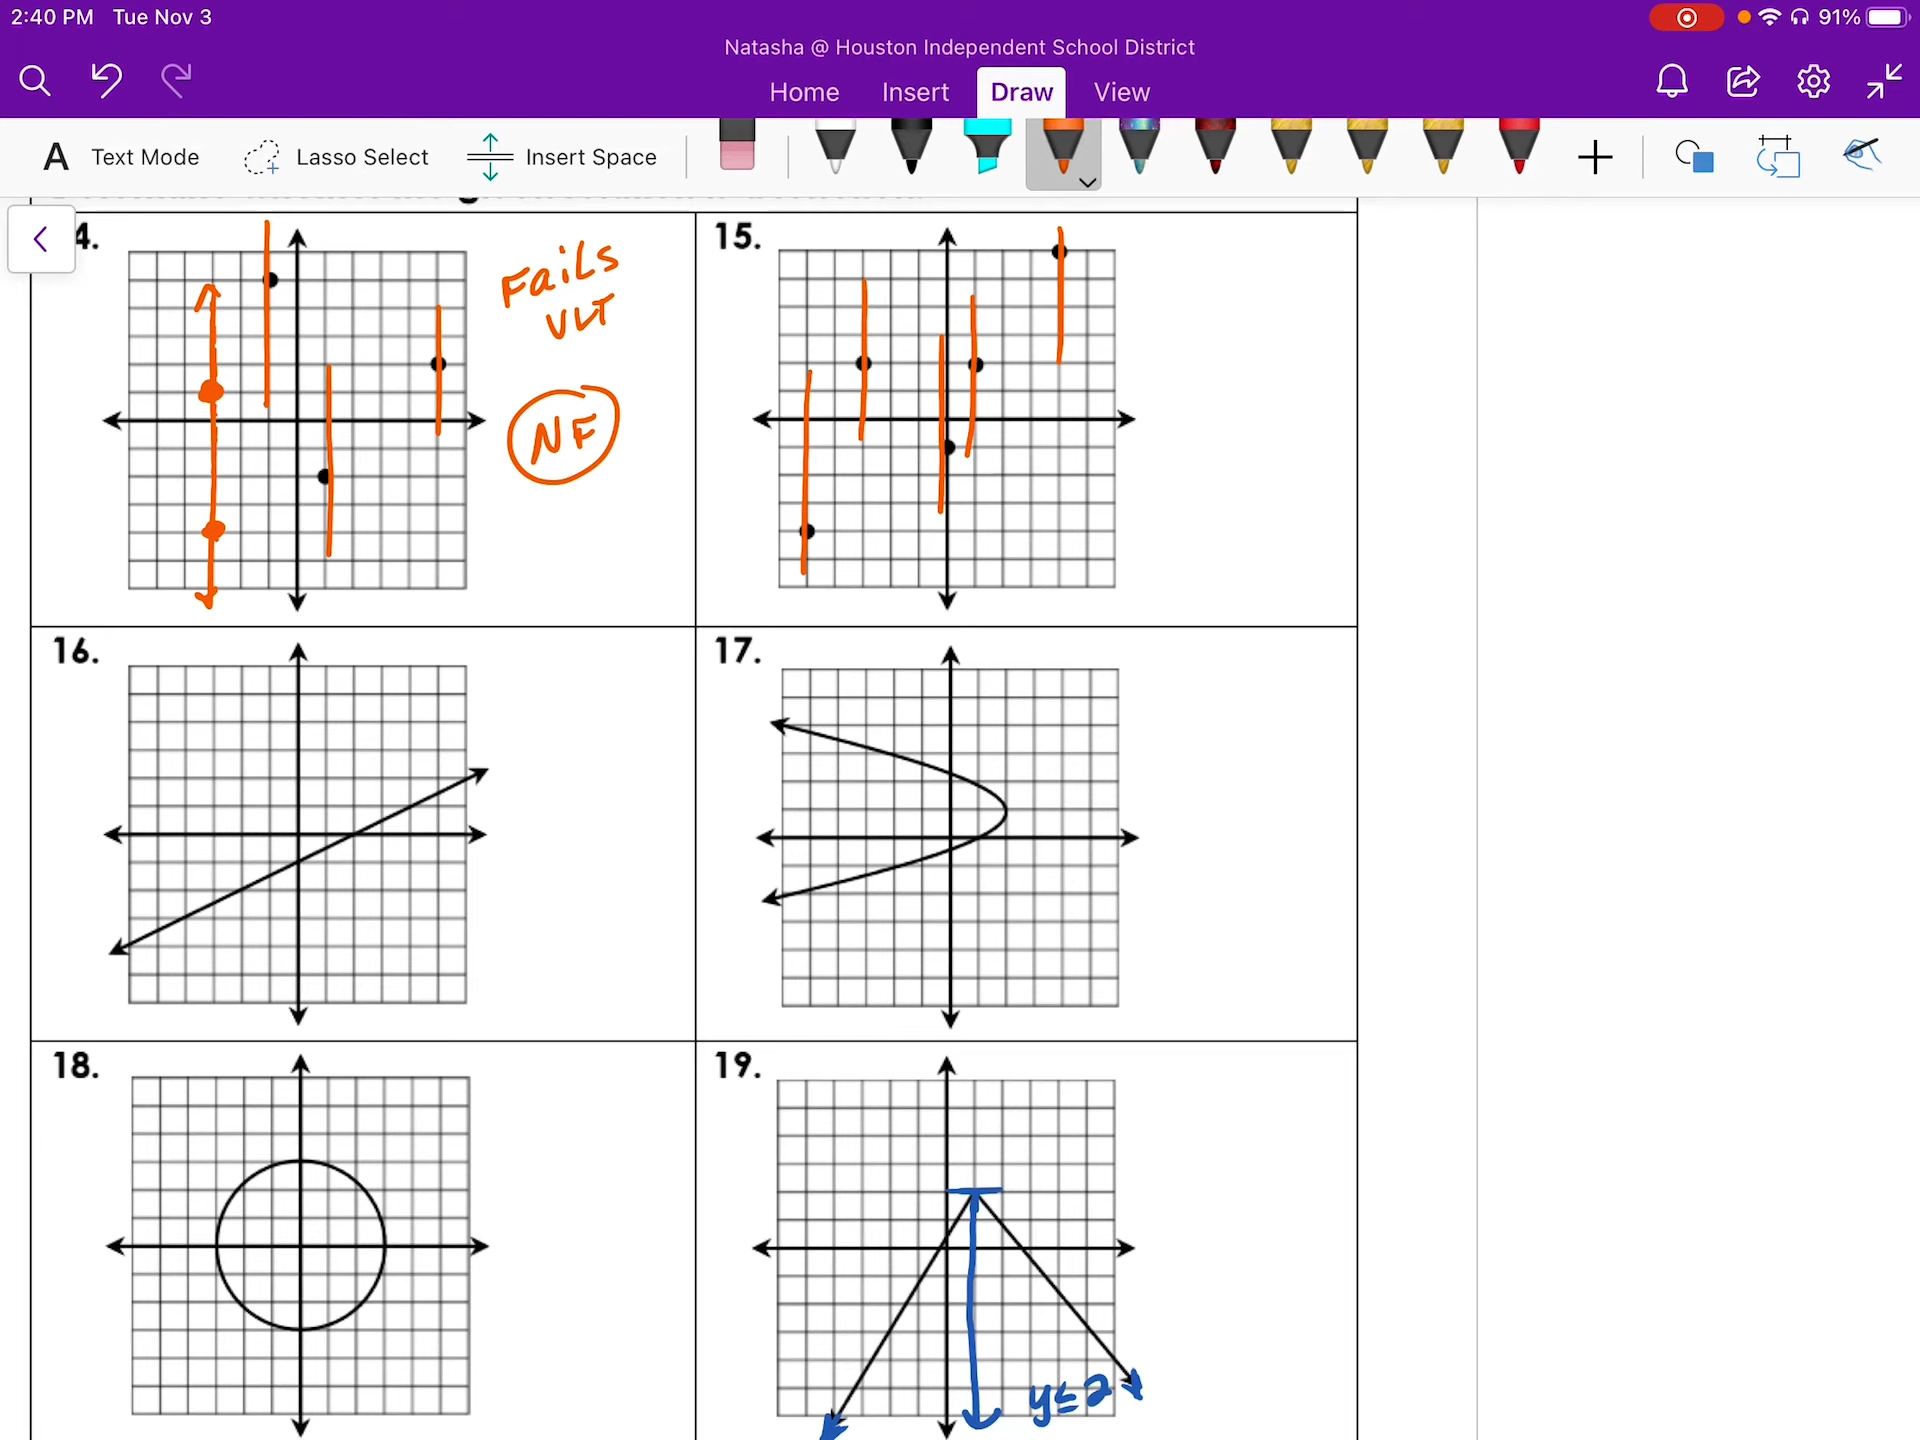 2:40 PM Tue Nov 3
91%
Natasha @ Houston Independent School District
Home Insert Draw View
A Text Mode Lasso Select Insert Space
4.
Fails
VLT
NF
15.
16.
17.
18.
19.
y≤2